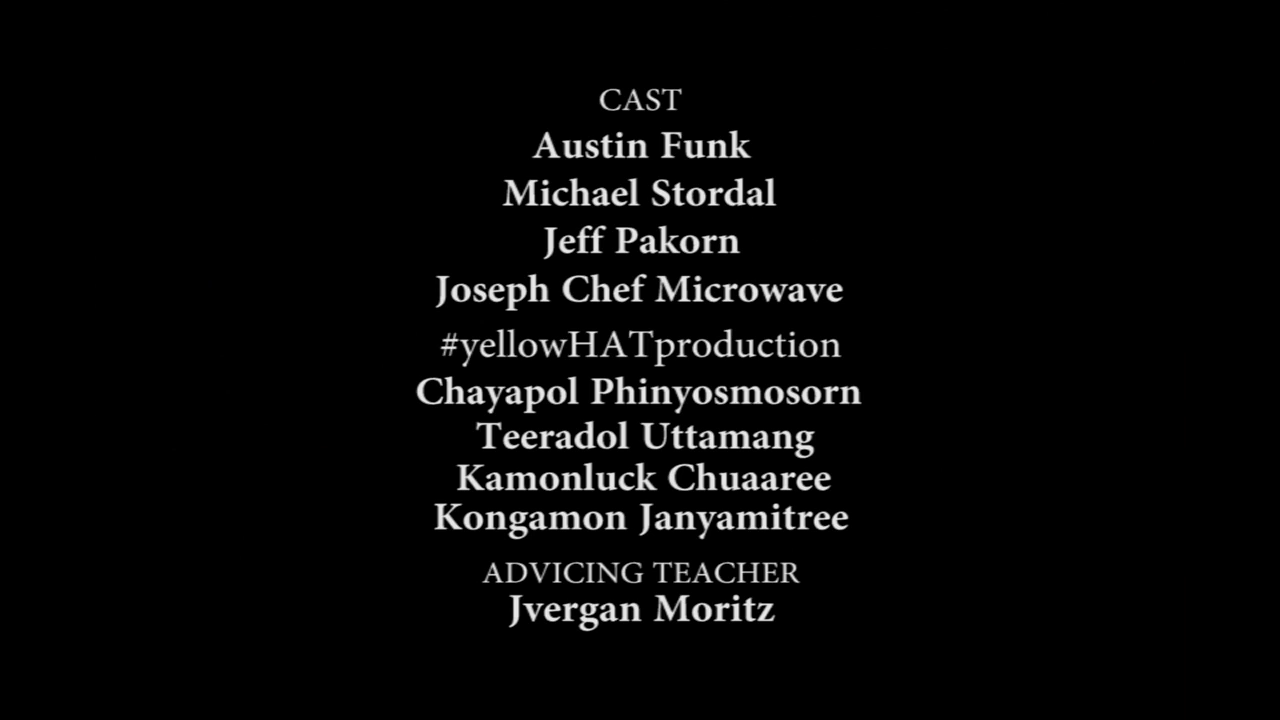 CAST
Austin Funk
Michael Stordal
Jeff Pakorn
Joseph Chef Microwave
#yellowHATproduction
Chayapol Phinyosmosorn
Teeradol Uttamang
Kamonluck Chuaaree
Kongamon Janyamitree
ADVICING TEACHER
Jvergan Moritz